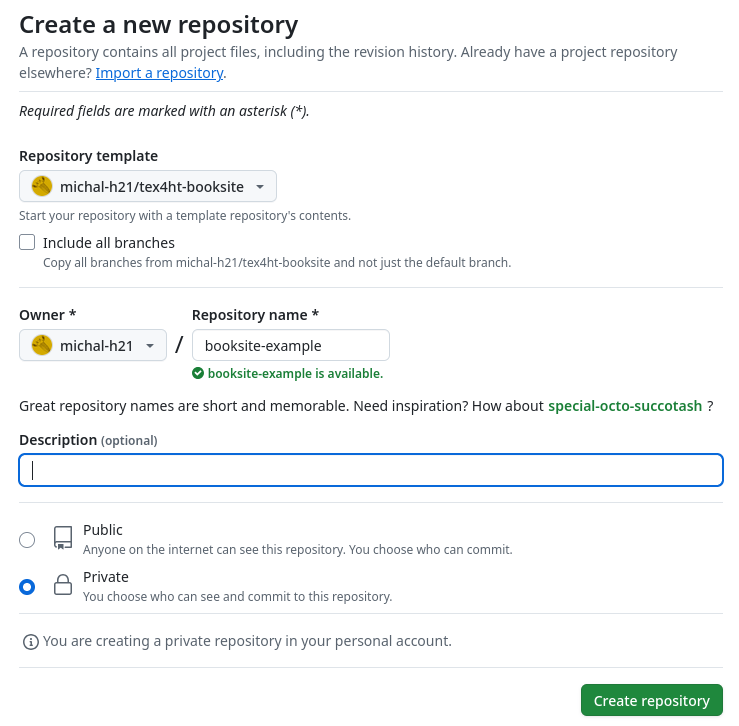 Create a new repository
A repository contains all project files, including the revision history. Already have a project repository
elsewhere? Import a repository.
Required fields are marked with an asterisk (*).
Repository template
michal-h21/tex4ht-booksite
Start your repository with a template repository's contents.
Include all branches
Copy all branches from michal-h21/tex4ht-booksite and not just the default branch.
Owner * Repository name *
michal-h21 / booksite-example
booksite-example is available.
Great repository names are short and memorable. Need inspiration? How about special-octo-succotash ?
Description (optional)
Public
Anyone on the internet can see this repository. You choose who can commit.
Private
You choose who can see and commit to this repository.
You are creating a private repository in your personal account.
Create repository